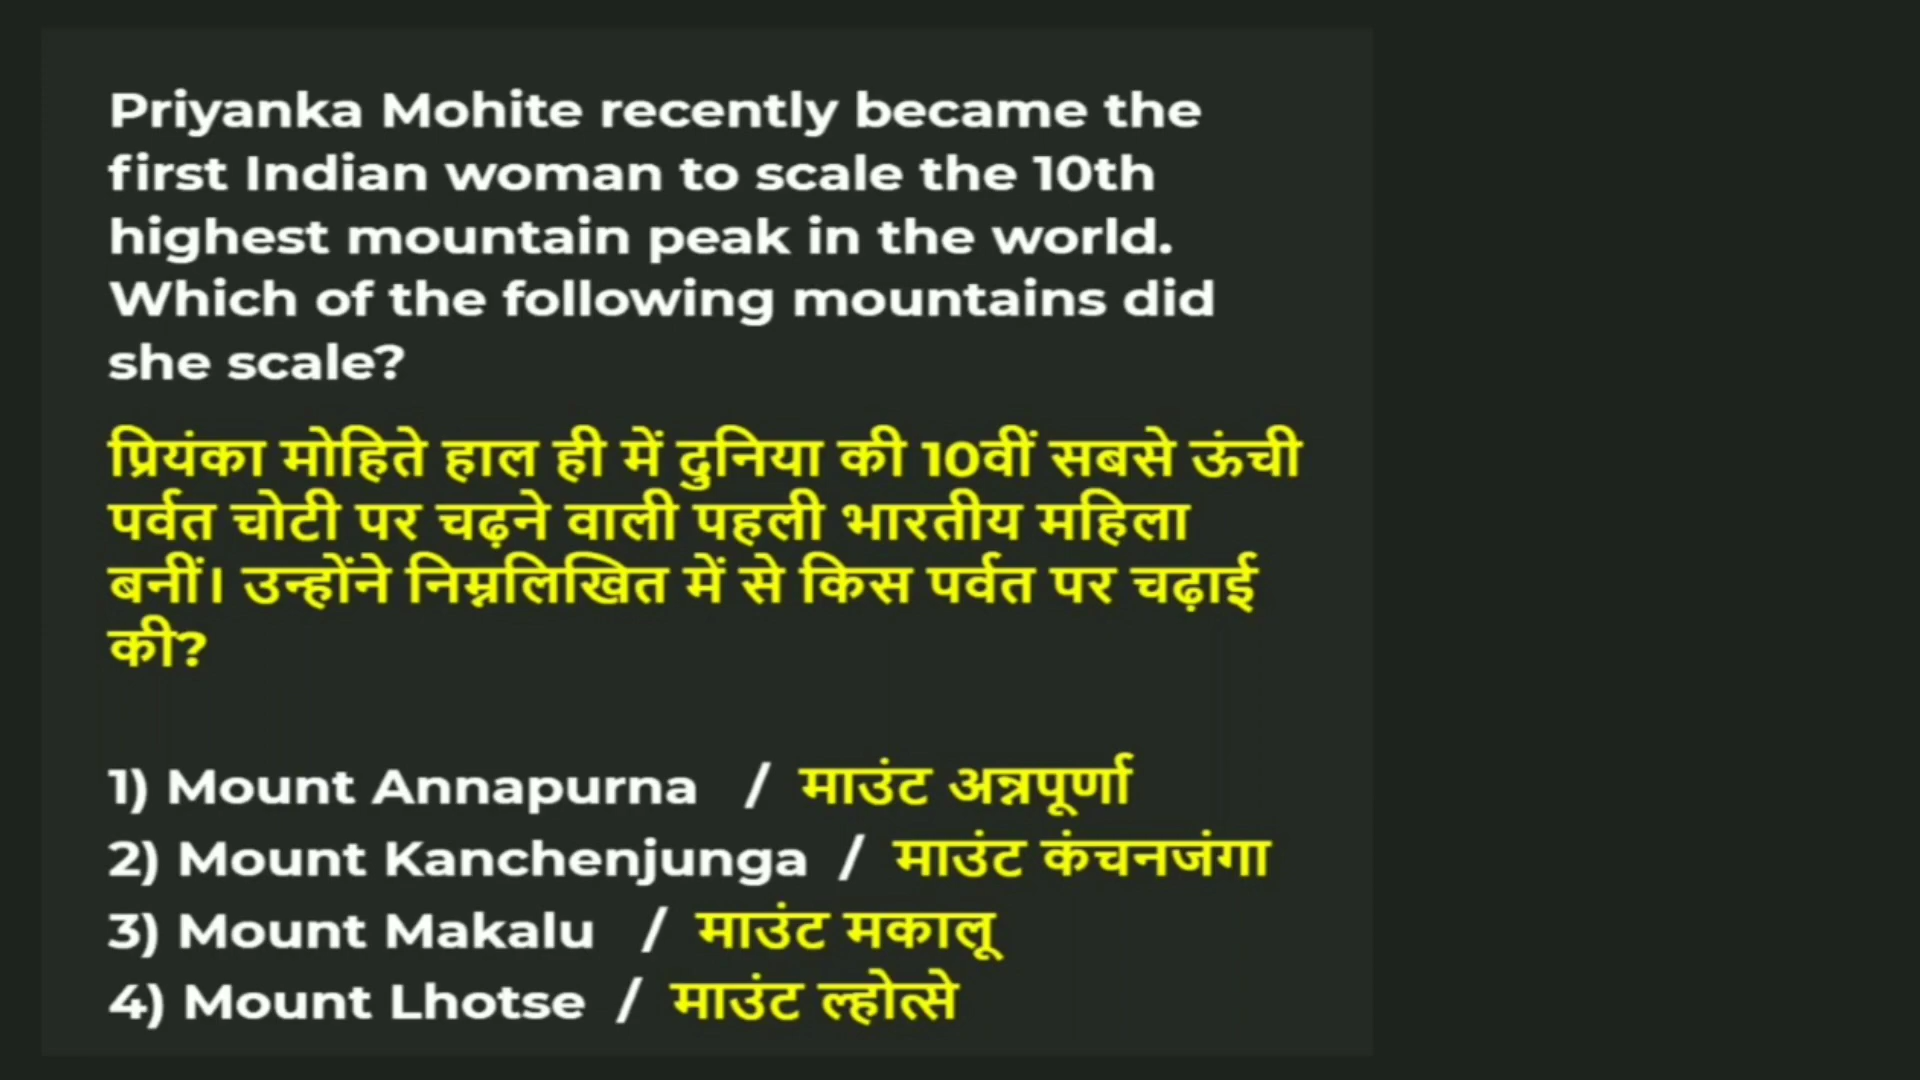 Priyanka Mohite recently became the
first Indian woman to scale the 10th
highest mountain peak in the world.
Which of the following mountains did
she scale?
प्रियंका मोहिते हाल ही में दुनिया की 10वीं सबसे ऊंची
पर्वत चोटी पर चढ़ने वाली पहली भारतीय महिला
बनीं। उन्होंने निम्नलिखित में से किस पर्वत पर चढ़ाई
की?
1) Mount Annapurna / माउंट अन्नपूर्णा
2) Mount Kanchenjunga / माउंट कंचनजंगा
3) Mount Makalu / माउंट मकालू
4) Mount Lhotse / माउंट ल्होत्से